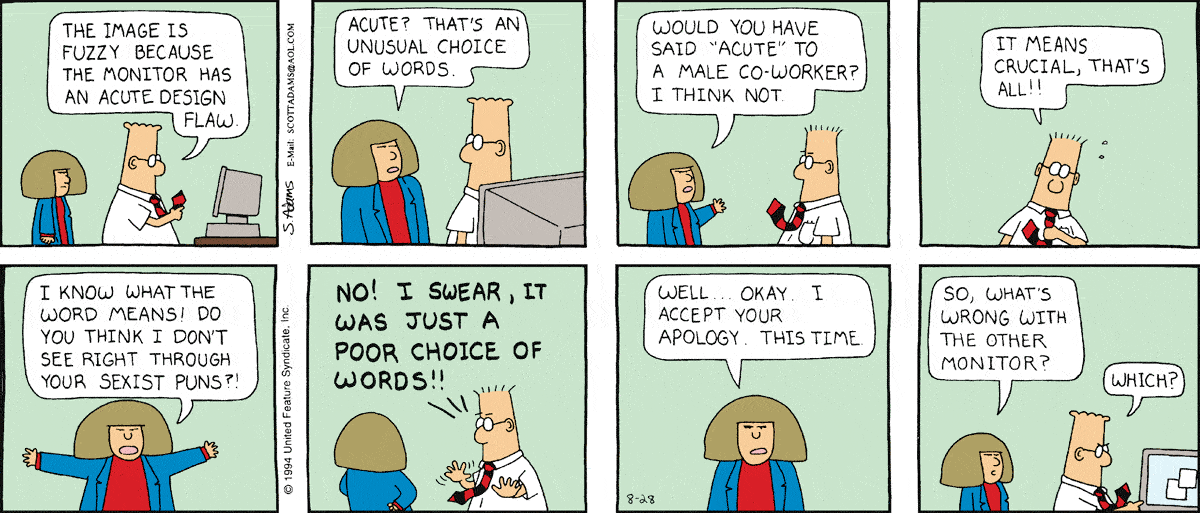 THE IMAGE IS
FUZZY BECAUSE
THE MONITOR HAS
AN ACUTE DESIGN
FLAW.
S. Adams E-Mail: SCOTTADAMS@AOL.COM
ACUTE? THAT'S AN
UNUSUAL CHOICE
OF WORDS.
WOULD YOU HAVE
SAID "ACUTE" TO
A MALE CO-WORKER?
I THINK NOT.
IT MEANS
CRUCIAL, THAT'S
ALL!!
I KNOW WHAT THE
WORD MEANS! DO
YOU THINK I DON'T
SEE RIGHT THROUGH
YOUR SEXIST PUNS?!
© 1994 United Feature Syndicate, Inc.
NO! I SWEAR, IT
WAS JUST A
POOR CHOICE OF
WORDS!!
WELL... OKAY. I
ACCEPT YOUR
APOLOGY. THIS TIME.
8-28
SO, WHAT'S
WRONG WITH
THE OTHER
MONITOR?
WHICH?